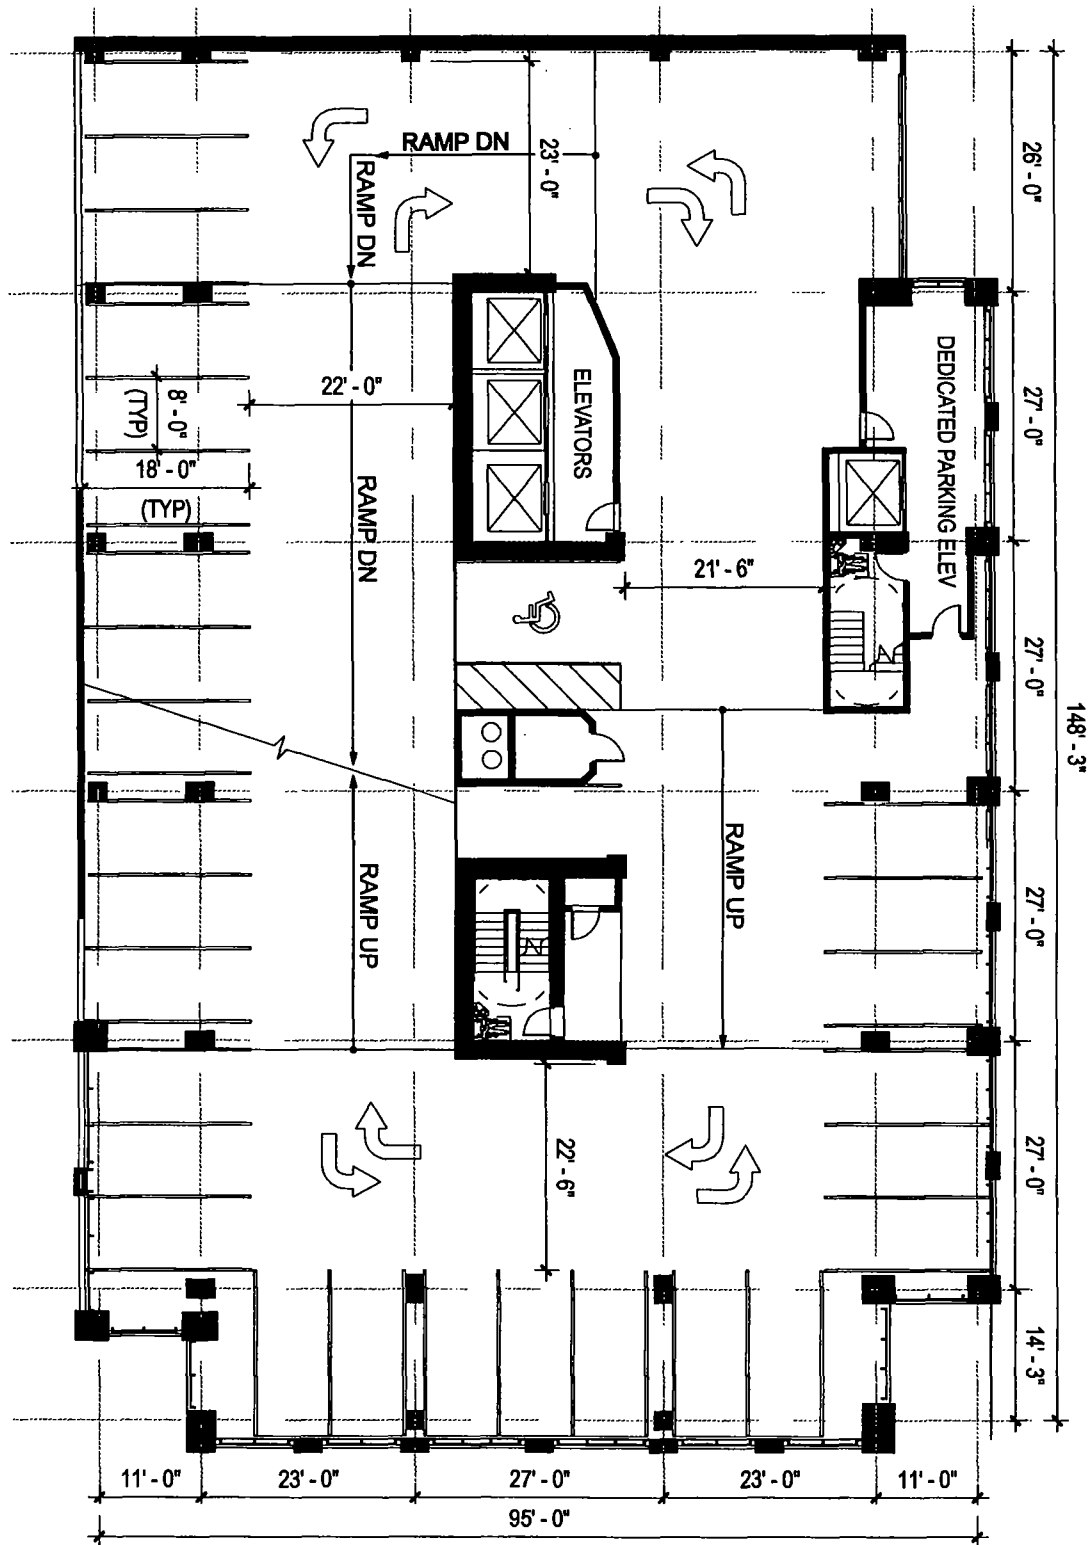 RAMP DN
23' - 0"
26' - 0"
RAMP DN
22' - 0"
ELEVATORS
DEDICATED PARKING ELEV
27' - 0"
8' - 0"
(TYP)
18' - 0"
(TYP)
RAMP DN
21' - 6"
27' - 0"
148' - 3"
RAMP UP
RAMP UP
27' - 0"
22' - 6"
27' - 0"
14' - 3"
11' - 0"
23' - 0"
27' - 0"
23' - 0"
11' - 0"
95' - 0"